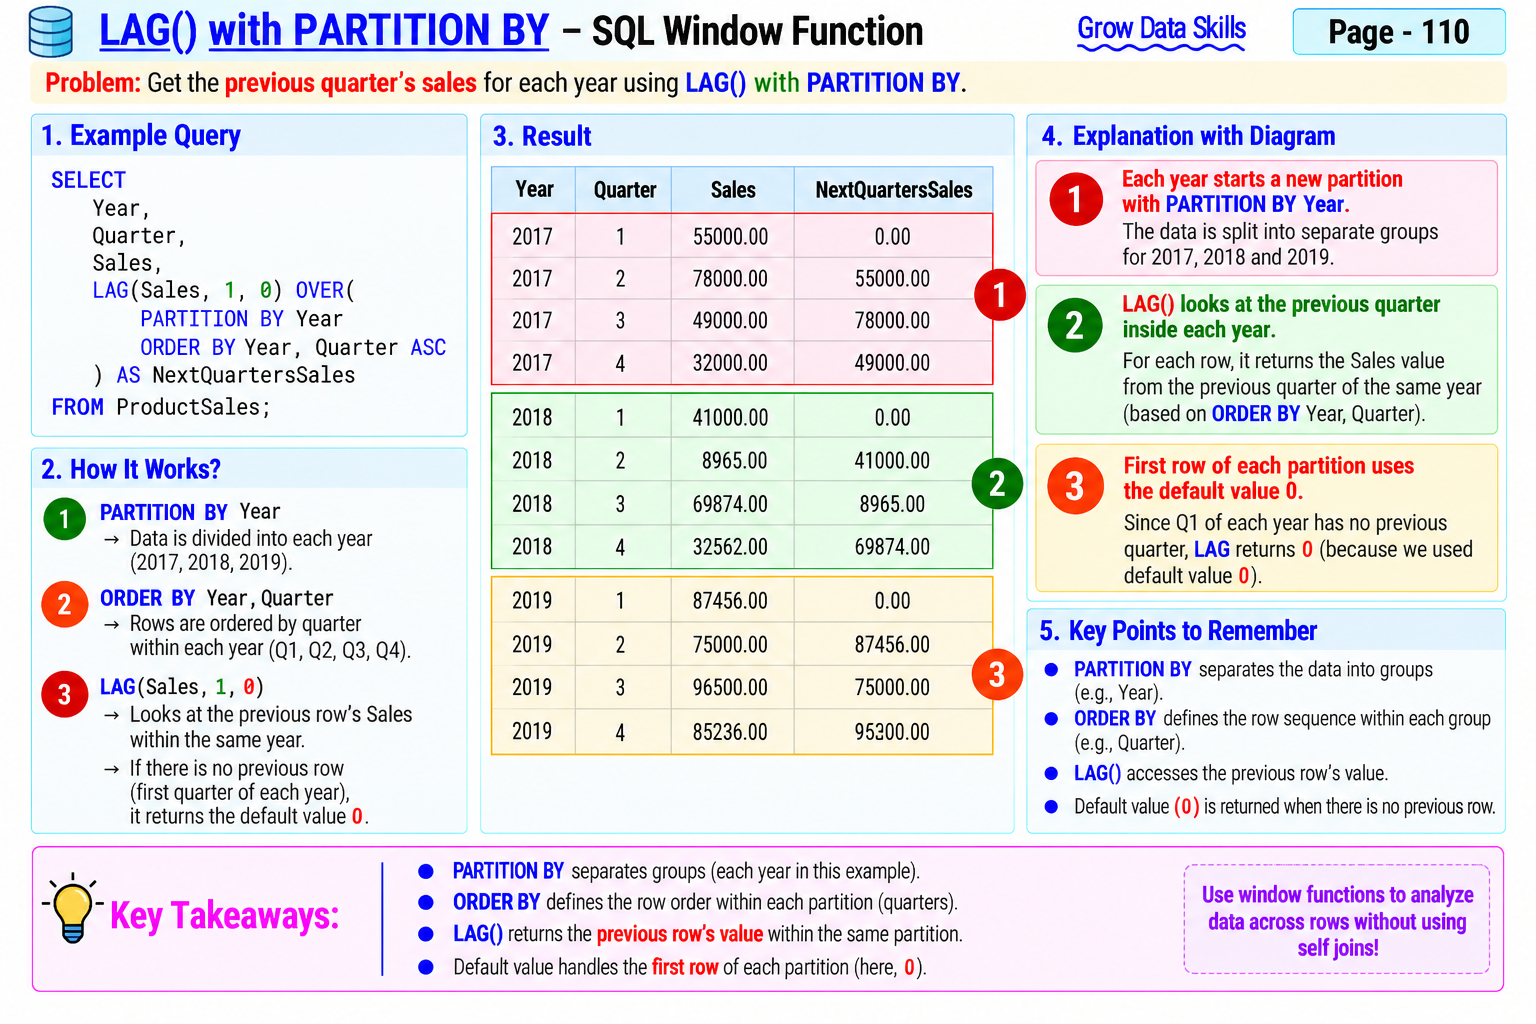 LAG() with PARTITION BY – SQL Window Function
Grow Data Skills
Page - 110
Problem: Get the previous quarter's sales for each year using LAG() with PARTITION BY.
1. Example Query
SELECT
Year,
Quarter,
Sales,
LAG(Sales, 1, 0) OVER(
PARTITION BY Year
ORDER BY Year, Quarter ASC
) AS NextQuartersSales
FROM ProductSales;
2. How It Works?
1 PARTITION BY Year
→ Data is divided into each year
(2017, 2018, 2019).
2 ORDER BY Year, Quarter
→ Rows are ordered by quarter
within each year (Q1, Q2, Q3, Q4).
3 LAG(Sales, 1, 0)
→ Looks at the previous row's Sales
within the same year.
→ If there is no previous row
(first quarter of each year),
it returns the default value 0.
3. Result
Year Quarter Sales NextQuartersSales
2017 1 55000.00 0.00
2017 2 78000.00 55000.00
2017 3 49000.00 78000.00
2017 4 32000.00 49000.00
1
2018 1 41000.00 0.00
2018 2 8965.00 41000.00
2018 3 69874.00 8965.00
2018 4 32562.00 69874.00
2
2019 1 87456.00 0.00
2019 2 75000.00 87456.00
2019 3 96500.00 75000.00
2019 4 85236.00 95300.00
3
4. Explanation with Diagram
1 Each year starts a new partition
with PARTITION BY Year.
The data is split into separate groups
for 2017, 2018 and 2019.
2 LAG() looks at the previous quarter
inside each year.
For each row, it returns the Sales value
from the previous quarter of the same year
(based on ORDER BY Year, Quarter).
3 First row of each partition uses
the default value 0.
Since Q1 of each year has no previous
quarter, LAG returns 0 (because we used
default value 0).
5. Key Points to Remember
● PARTITION BY separates the data into groups
(e.g., Year).
● ORDER BY defines the row sequence within each group
(e.g., Quarter).
● LAG() accesses the previous row's value.
● Default value (0) is returned when there is no previous row.
Key Takeaways:
● PARTITION BY separates groups (each year in this example).
● ORDER BY defines the row order within each partition (quarters).
● LAG() returns the previous row's value within the same partition.
● Default value handles the first row of each partition (here, 0).
Use window functions to analyze
data across rows without using
self joins!